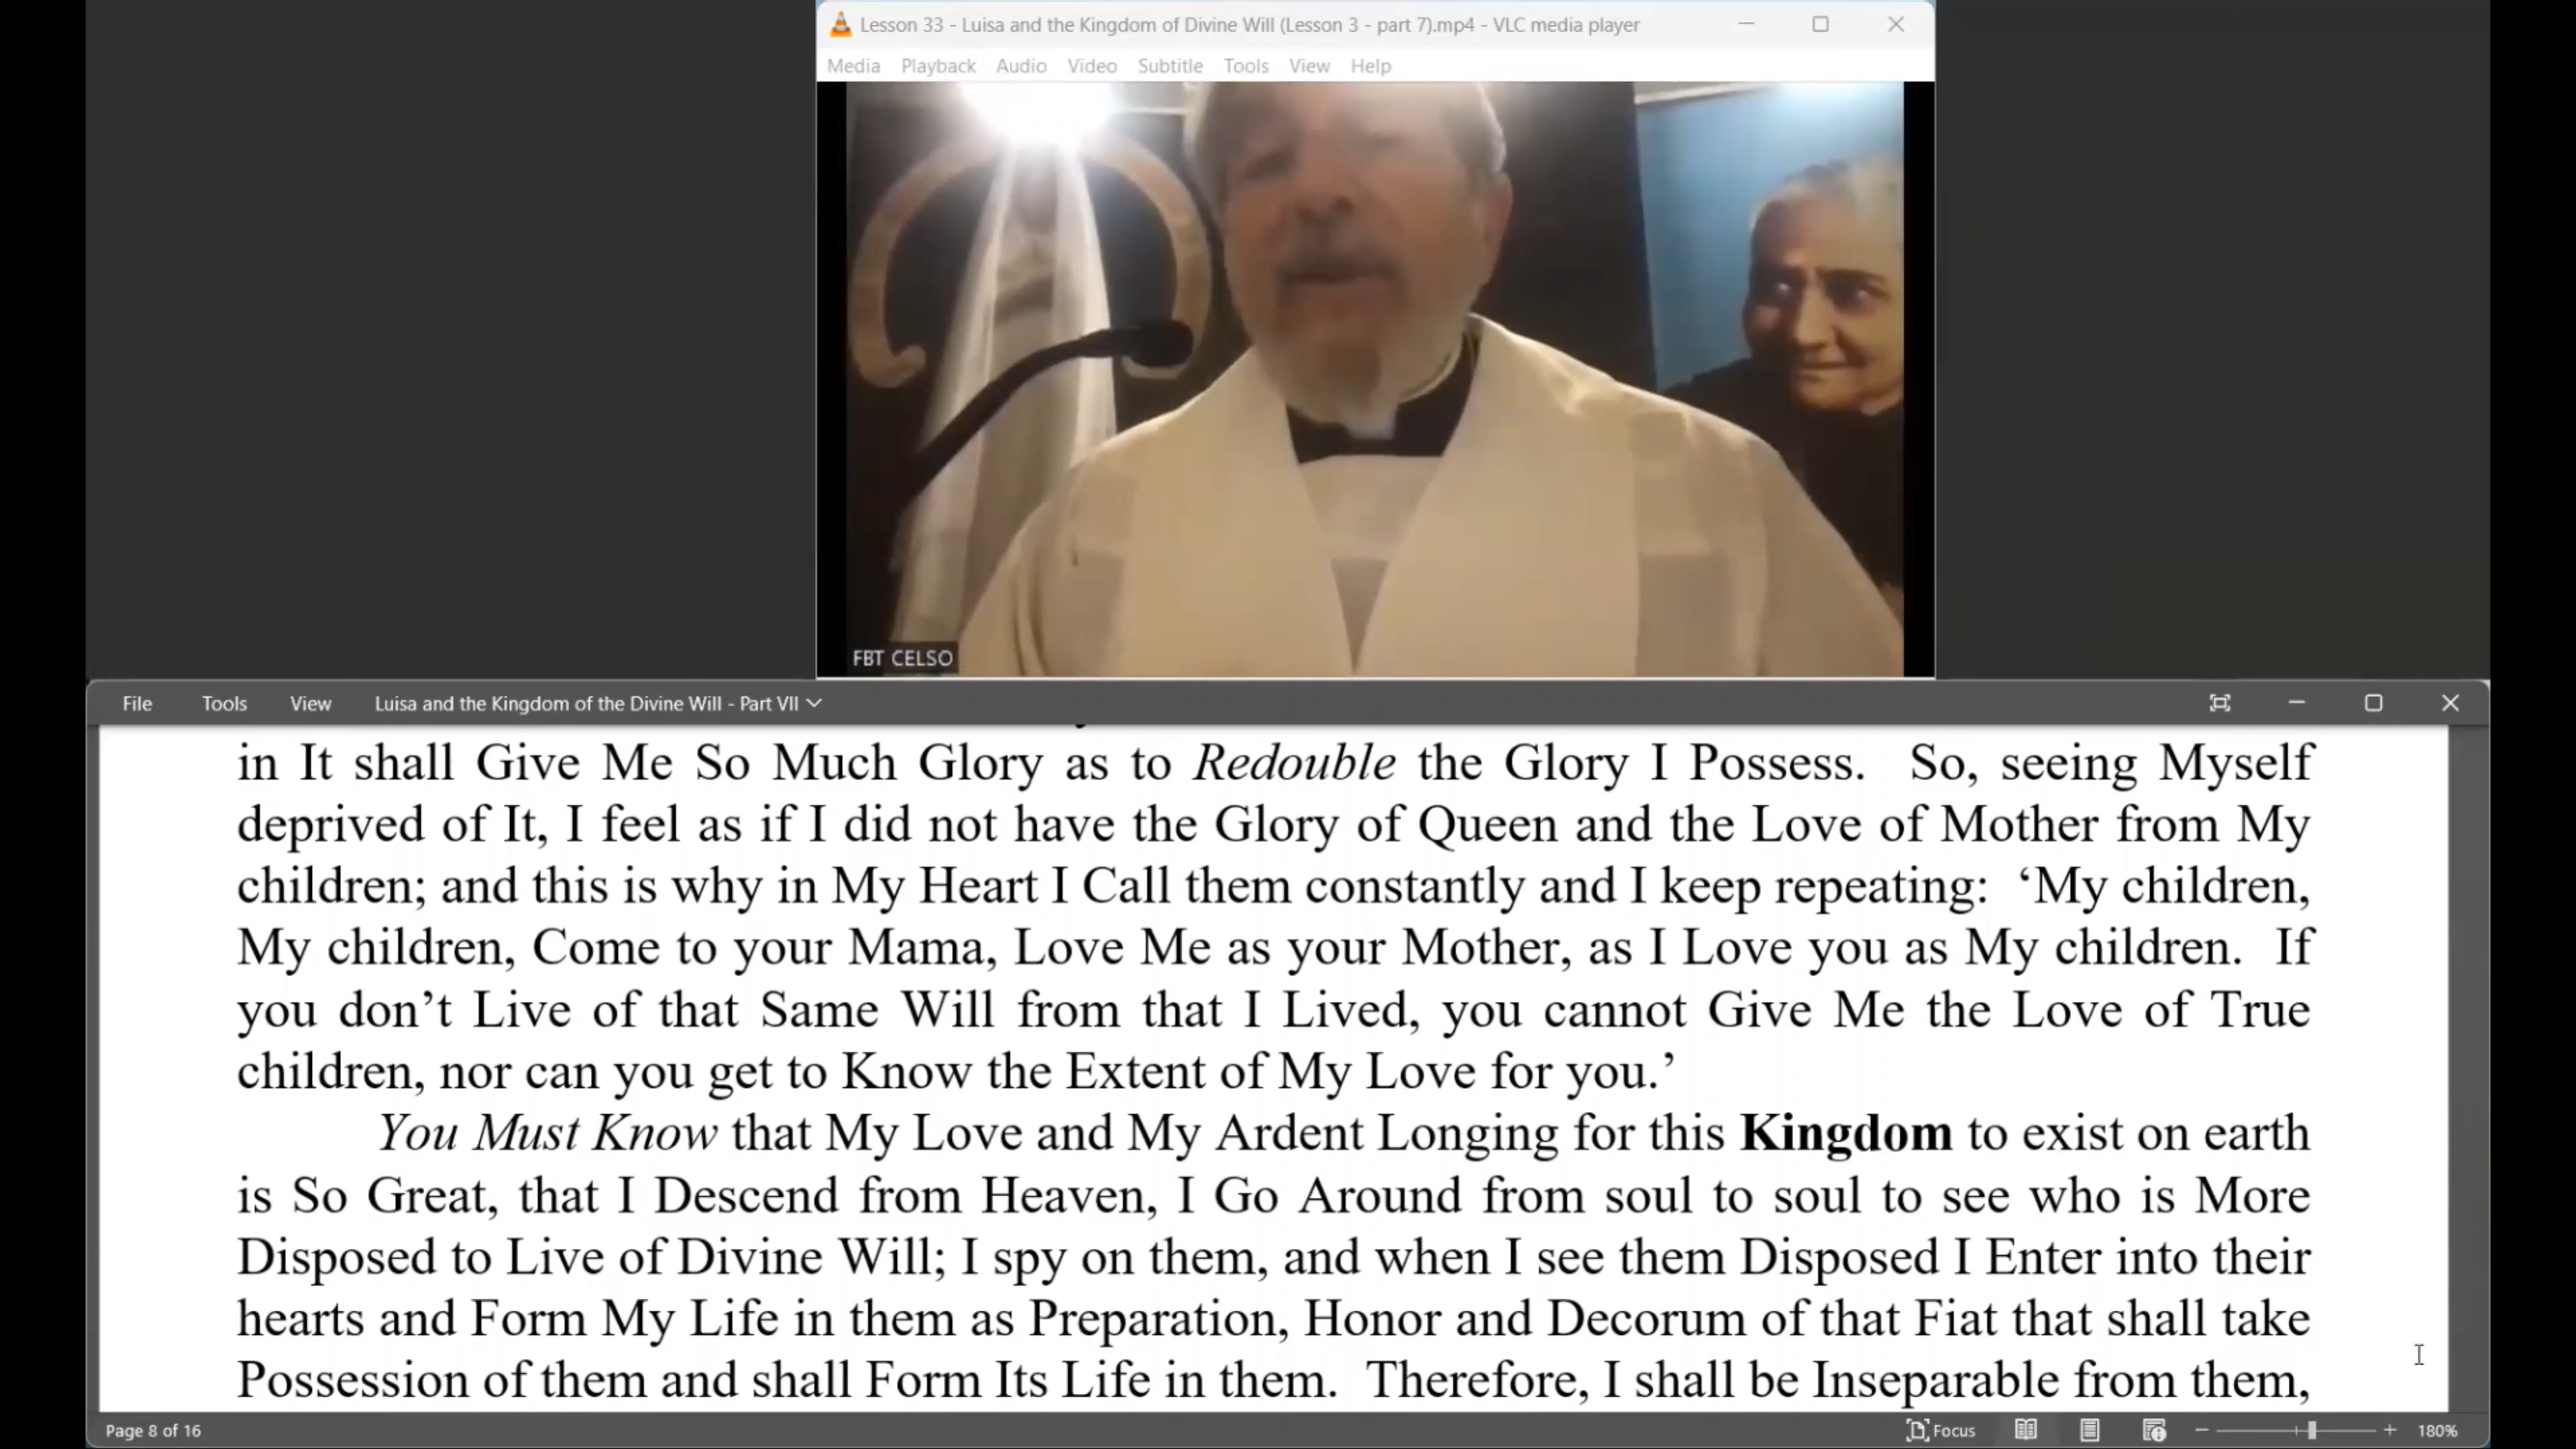 Lesson 33 - Luisa and the Kingdom of Divine Will (Lesson 3 - part 7).mp4 - VLC media player
Media Playback Audio Video Subtitle Tools View Help
FBT CELSO
File Tools View Luisa and the Kingdom of the Divine Will - Part VII
in It shall Give Me So Much Glory as to Redouble the Glory I Possess. So, seeing Myself
deprived of It, I feel as if I did not have the Glory of Queen and the Love of Mother from My
children; and this is why in My Heart I Call them constantly and I keep repeating: ‘My children,
My children, Come to your Mama, Love Me as your Mother, as I Love you as My children. If
you don’t Live of that Same Will from that I Lived, you cannot Give Me the Love of True
children, nor can you get to Know the Extent of My Love for you.’
You Must Know that My Love and My Ardent Longing for this Kingdom to exist on earth
is So Great, that I Descend from Heaven, I Go Around from soul to soul to see who is More
Disposed to Live of Divine Will; I spy on them, and when I see them Disposed I Enter into their
hearts and Form My Life in them as Preparation, Honor and Decorum of that Fiat that shall take
Possession of them and shall Form Its Life in them. Therefore, I shall be Inseparable from them,
Page 8 of 16 Focus 180%